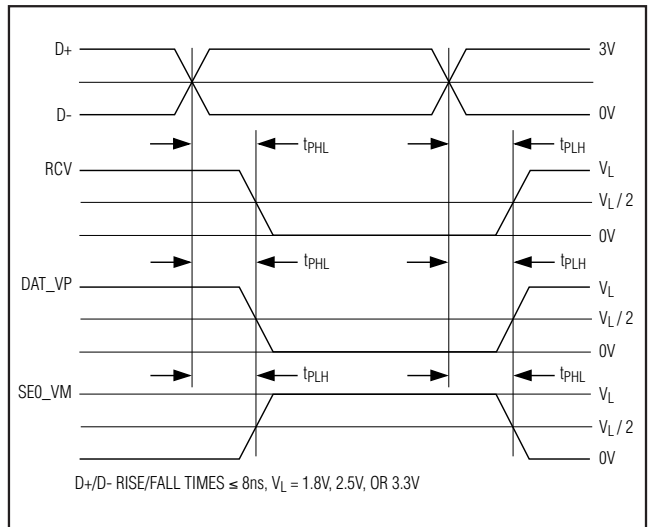 D+ 3V
D- 0V
tPHL tPLH
RCV VL
VL / 2
0V
tPHL tPLH
DAT_VP VL
VL / 2
0V
tPLH tPHL
SE0_VM VL
VL / 2
0V
D+/D- RISE/FALL TIMES ≤ 8ns, VL = 1.8V, 2.5V, OR 3.3V